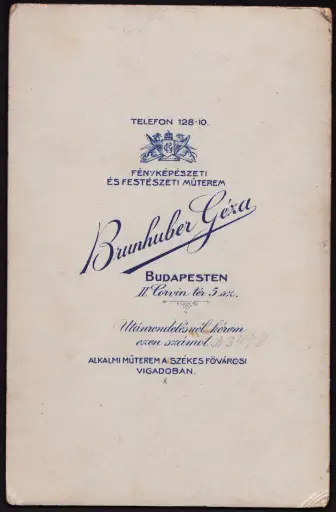 TELEFON 128-10.
FÉNYKÉPÉSZETI
ÉS FESTÉSZETI MŰTEREM
Brunhuber Géza
BUDAPESTEN
II. Corvin tér 5 sz.
Utánrendelésnél kérem
ezen számot
ALKALMI MŰTEREM A SZÉKES FŐVÁROSI
VIGADOBAN.